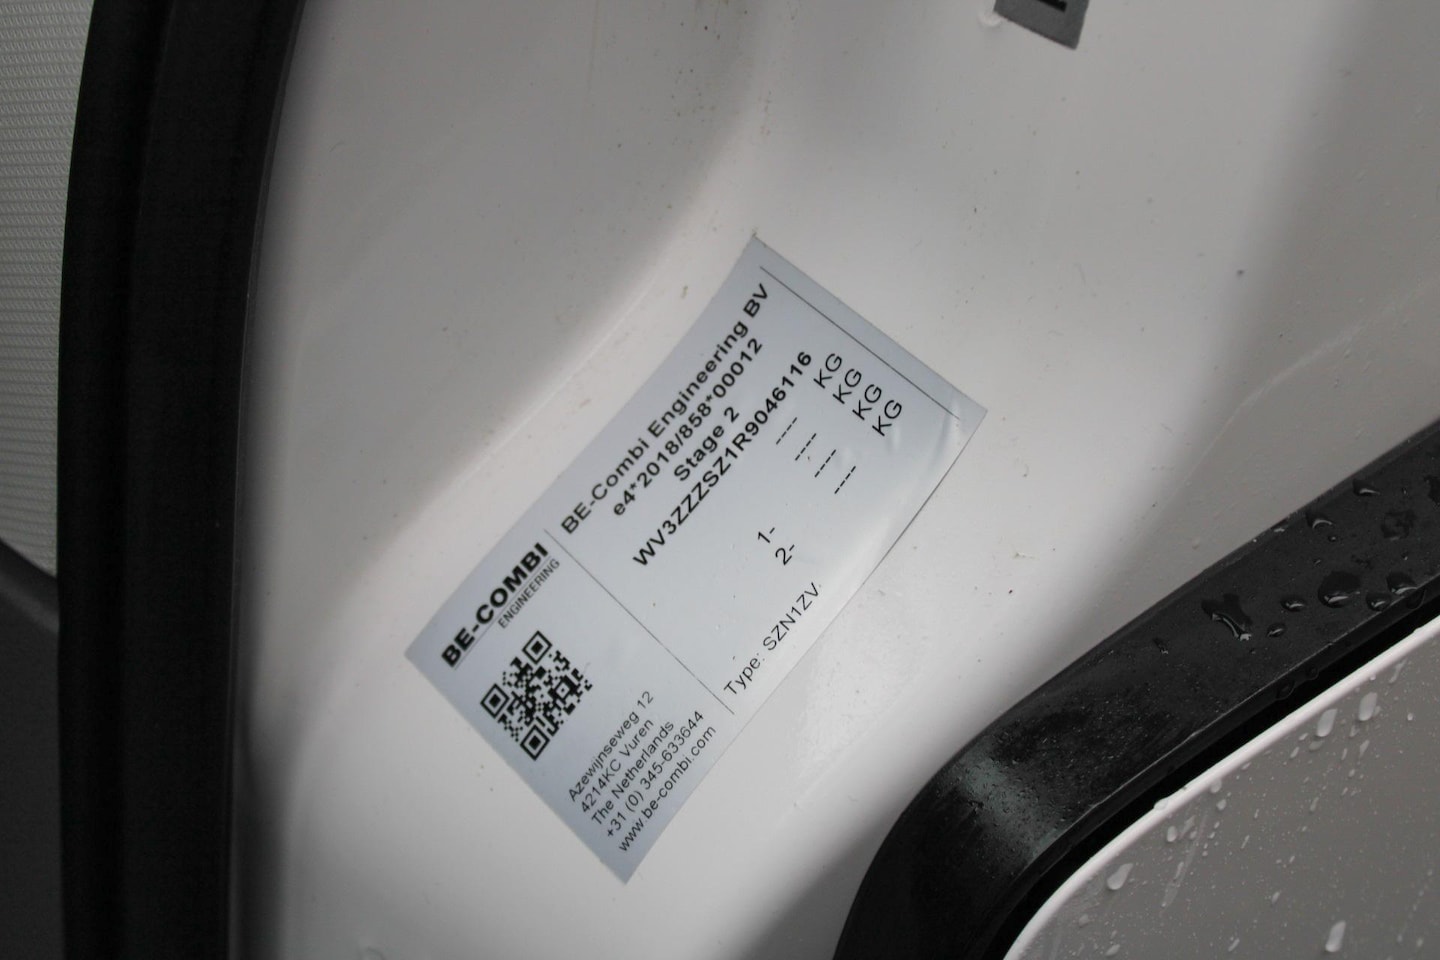 BE-COMBI
ENGINEERING
Azewijnseweg 12
4214KC Vuren
The Netherlands
+31 (0) 345-633644
www.be-combi.com
BE-Combi Engineering BV
e4*2018/858*00012
Stage 2
WV3ZZZSZ1R9046116
---- KG
---- KG
1- ---- KG
2- ---- KG
Type: SZN1ZV